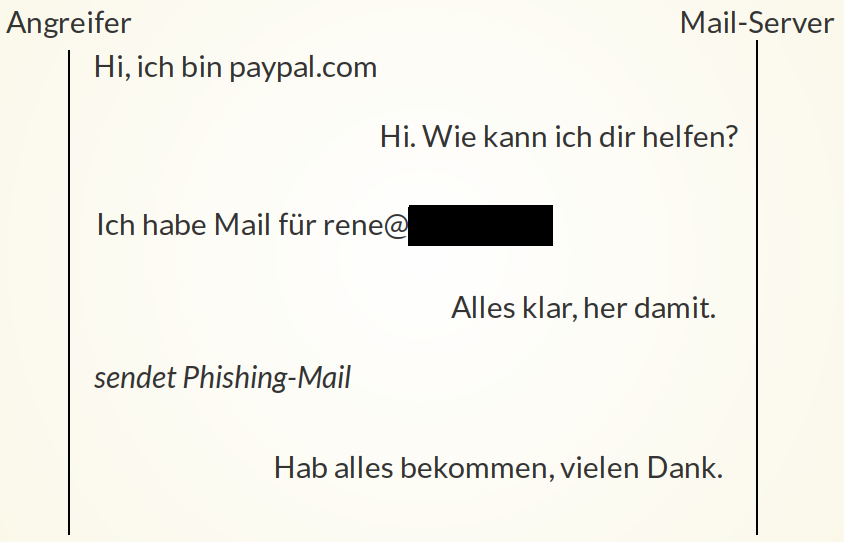 Angreifer
Mail-Server
Hi, ich bin paypal.com
Hi. Wie kann ich dir helfen?
Ich habe Mail für rene@
Alles klar, her damit.
sendet Phishing-Mail
Hab alles bekommen, vielen Dank.